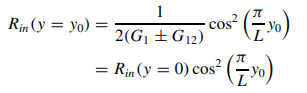 R_{in}(y = y_0) = \frac{1}{2(G_1 \pm G_{12})} \cos^2 \left( \frac{\pi}{L} y_0 \right)
= R_{in}(y = 0) \cos^2 \left( \frac{\pi}{L} y_0 \right)